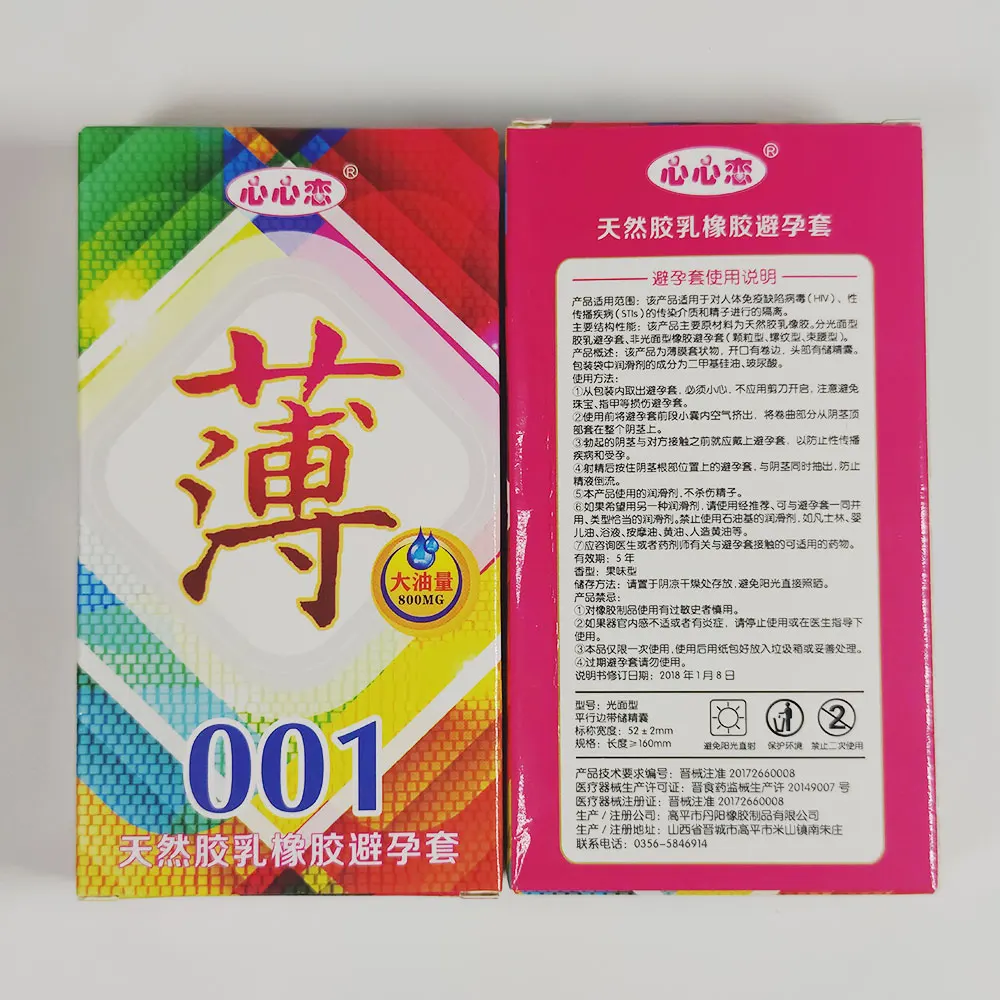 心心恋®
薄
大油量
800MG
001
天然胶乳橡胶避孕套
心心恋®
天然胶乳橡胶避孕套
避孕套使用说明
产品适用范围：该产品适用于对人体免疫缺陷病毒（HIV）、性
传播疾病（STIs）的传染介质和精子进行的隔离。
主要结构性能：该产品主要原材料为天然胶乳橡胶。分光面型
胶乳避孕套、非光面型橡胶避孕套（颗粒型、螺纹型、束腰型）。
产品概述：该产品为薄膜套状物，开口有卷边，头部有储精囊。
包装袋中润滑剂的成分为二甲基硅油、玻尿酸。
使用方法：
①从包装内取出避孕套，必须小心，不应用剪刀开启，注意避免
珠宝、指甲等损伤避孕套。
②使用前将避孕套前段小囊内空气挤出，将卷曲部分从阴茎顶
部套在整个阴茎上。
③勃起的阴茎与对方接触之前就应戴上避孕套，以防止性传播
疾病和受孕。
④射精后按住阴茎根部位置上的避孕套，与阴茎同时抽出，防止
精液倒流。
⑤本产品使用的润滑剂，不杀伤精子。
⑥如果希望用另一种润滑剂，请使用经推荐、可与避孕套一同并
用、类型恰当的润滑剂。禁止使用石油基的润滑剂，如凡士林、婴
儿油、浴液、按摩油、黄油、人造黄油等。
⑦应咨询医生或者药剂师有关与避孕套接触的可适用的药物。
有效期：5 年
香型：果味型
储存方法：请置于阴凉干燥处存放，避免阳光直接照晒。
产品禁忌：
①对橡胶制品使用有过敏史者慎用。
②如果器官内感不适或者有炎症，请停止使用或在医生指导下
使用。
③本品仅限一次使用，使用后用纸包好放入垃圾箱或妥善处理。
④过期避孕套请勿使用。
说明书修订日期：2018 年 1 月 8 日
型号：光面型
平行边带储精囊
标称宽度：52±2mm
规格：长度≥160mm
2
避免阳光直射 保护环境 禁止二次使用
产品技术要求编号：晋械注准 20172660008
医疗器械生产许可证：晋食药监械生产许 20149007 号
医疗器械注册证：晋械注准 20172660008
生产 / 注册公司：高平市丹阳橡胶制品有限公司
生产 / 注册地址：山西省晋城市高平市米山镇南朱庄
联系电话：0356-5846914